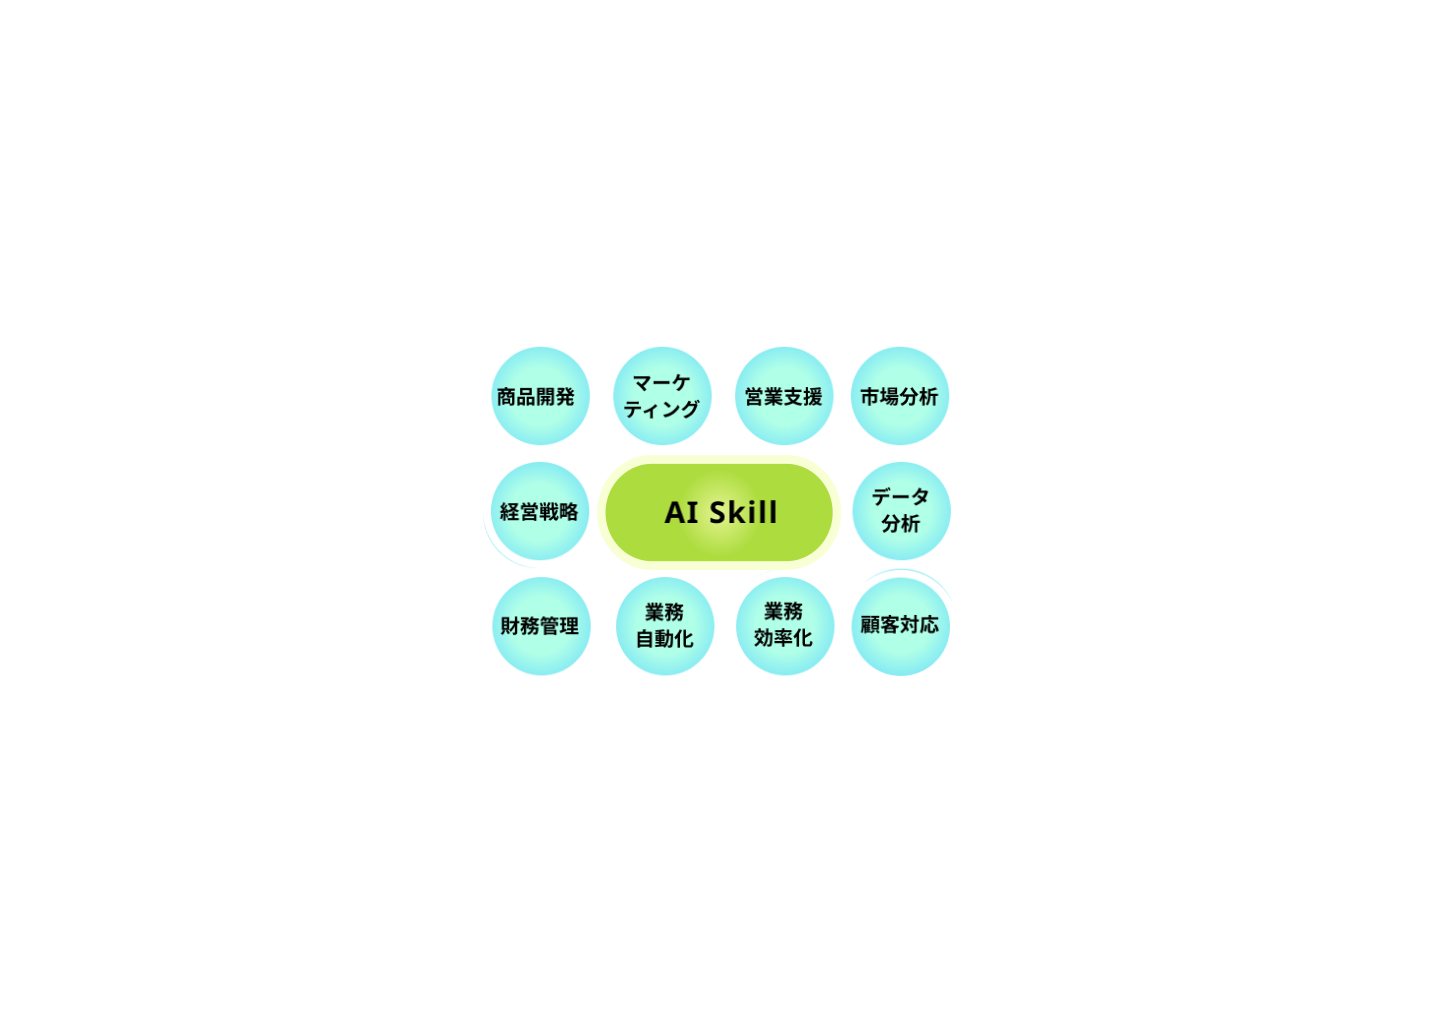 商品開発
マーケ
ティング
営業支援
市場分析
経営戦略
AI Skill
データ
分析
財務管理
業務
自動化
業務
効率化
顧客対応